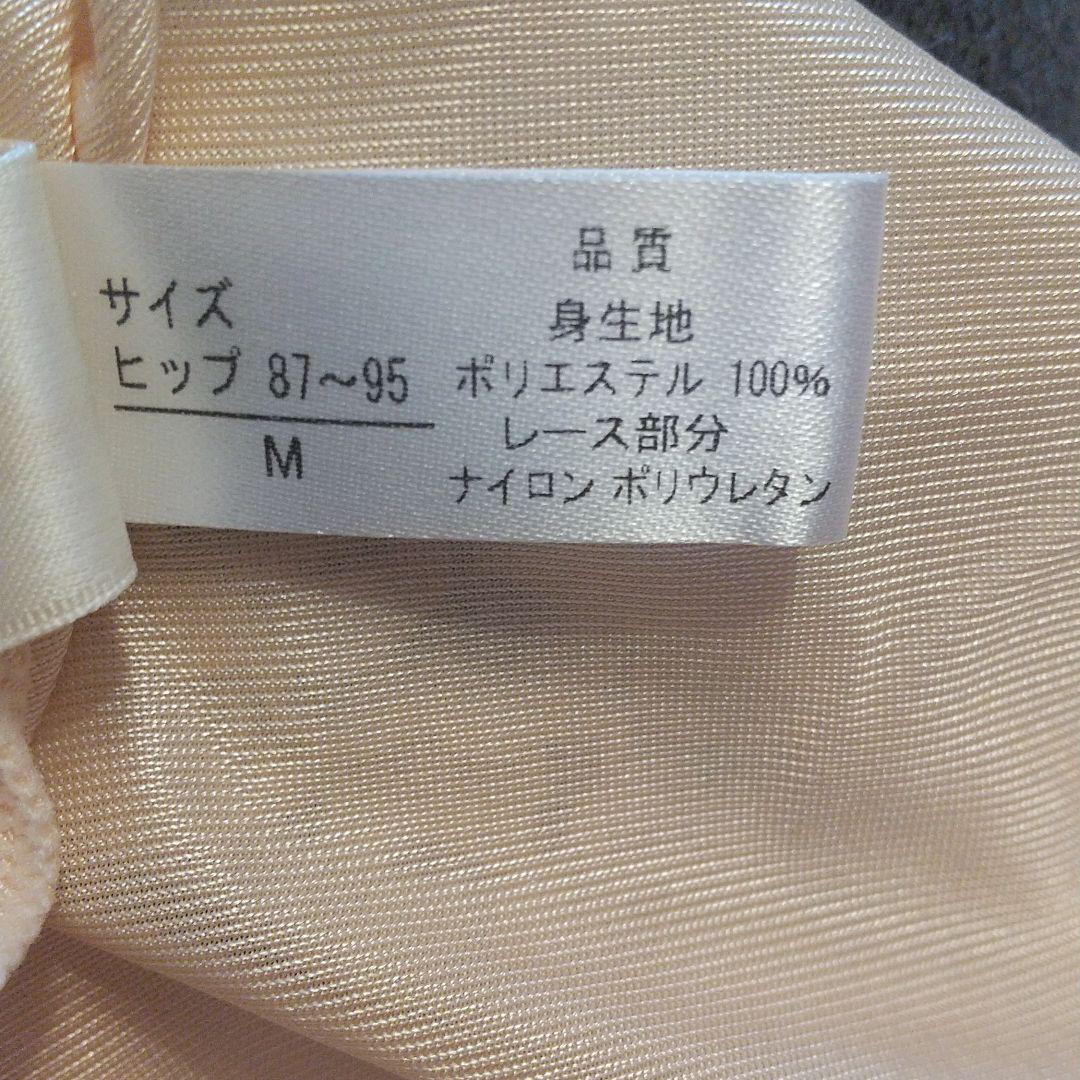 サイズ
ヒップ 87～95
M
品質
身生地
ポリエステル 100%
レース部分
ナイロン ポリウレタン